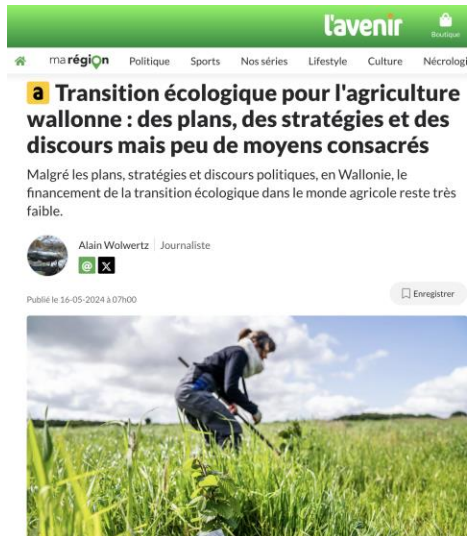 l'avenir
Boutique
ma région Politique Sports Nos séries Lifestyle Culture Nécrologi
a Transition écologique pour l'agriculture
wallonne : des plans, des stratégies et des
discours mais peu de moyens consacrés
Malgré les plans, stratégies et discours politiques, en Wallonie, le
financement de la transition écologique dans le monde agricole reste très
faible.
Alain Wolwertz | Journaliste
@ X
Publié le 16-05-2024 à 07h00
Enregistrer